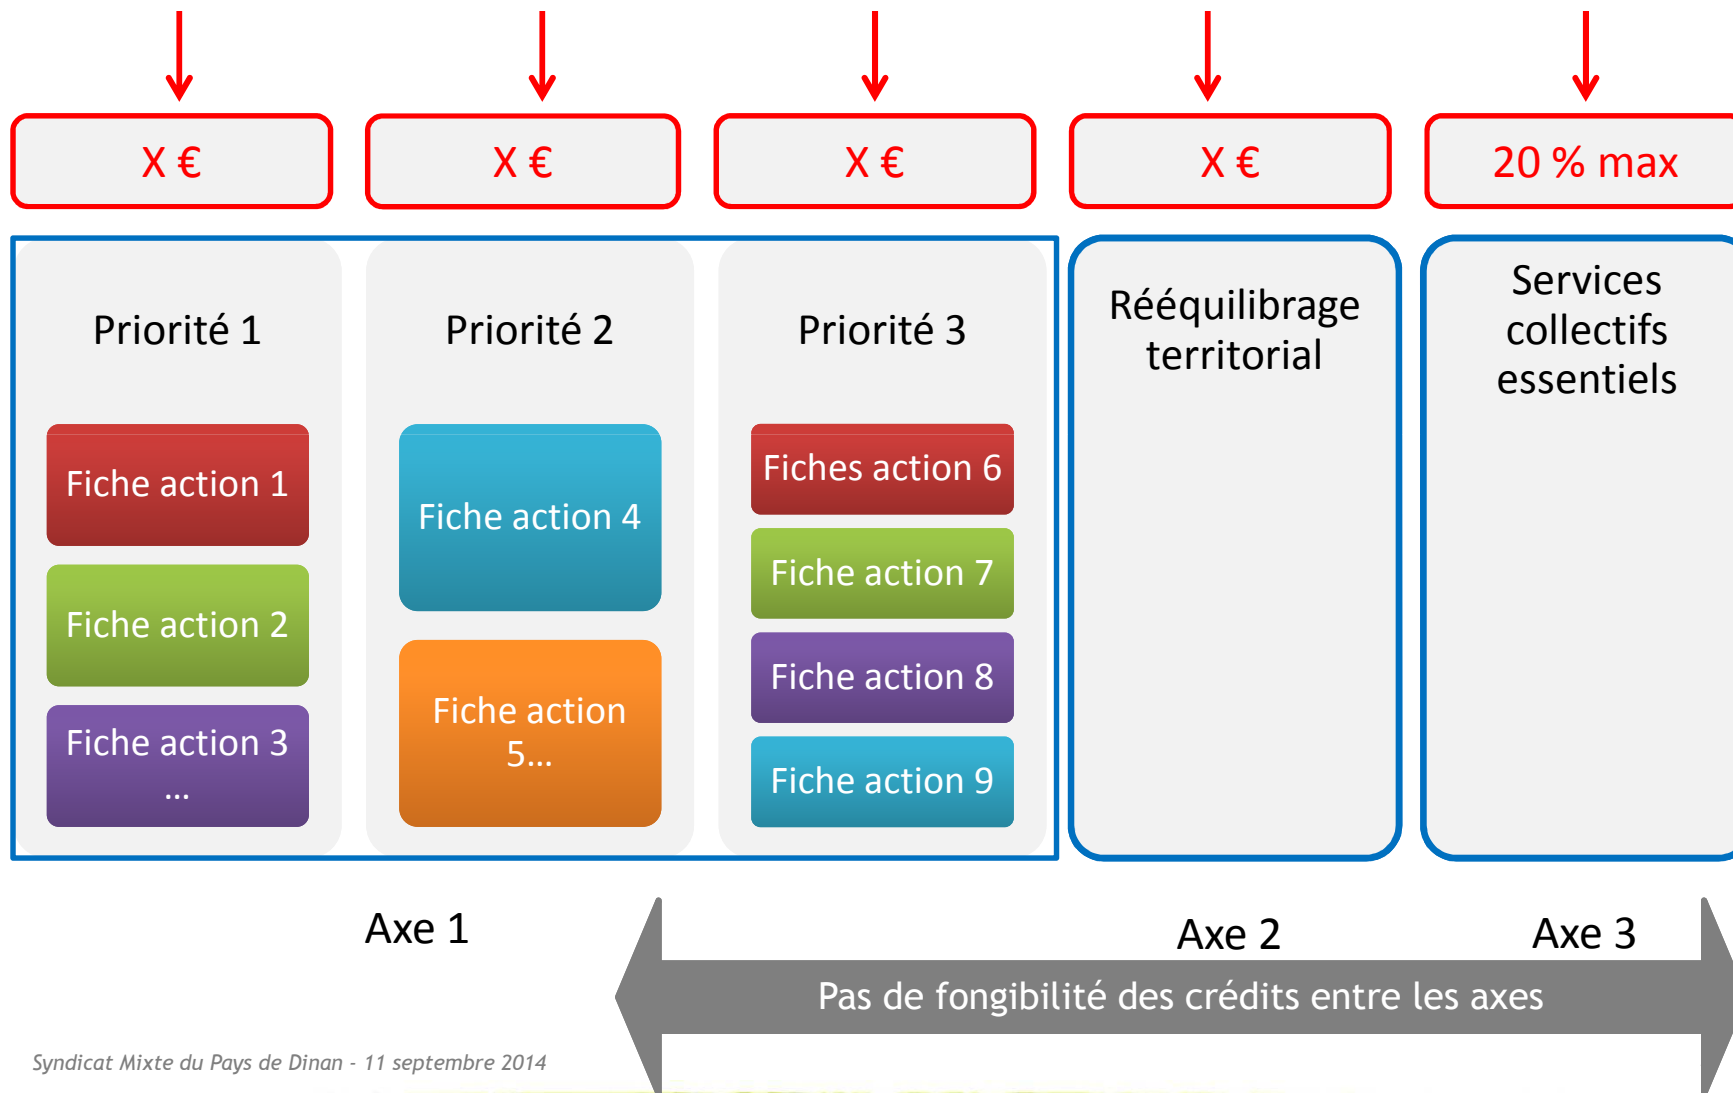 X €
X €
X €
X €
20 % max
Priorité 1
Priorité 2
Priorité 3
Rééquilibrage
territorial
Services
collectifs
essentiels
Fiche action 1
Fiche action 2
Fiche action 3
...
Fiche action 4
Fiche action
5...
Fiches action 6
Fiche action 7
Fiche action 8
Fiche action 9
Axe 1
Axe 2
Axe 3
Pas de fongibilité des crédits entre les axes
Syndicat Mixte du Pays de Dinan - 11 septembre 2014